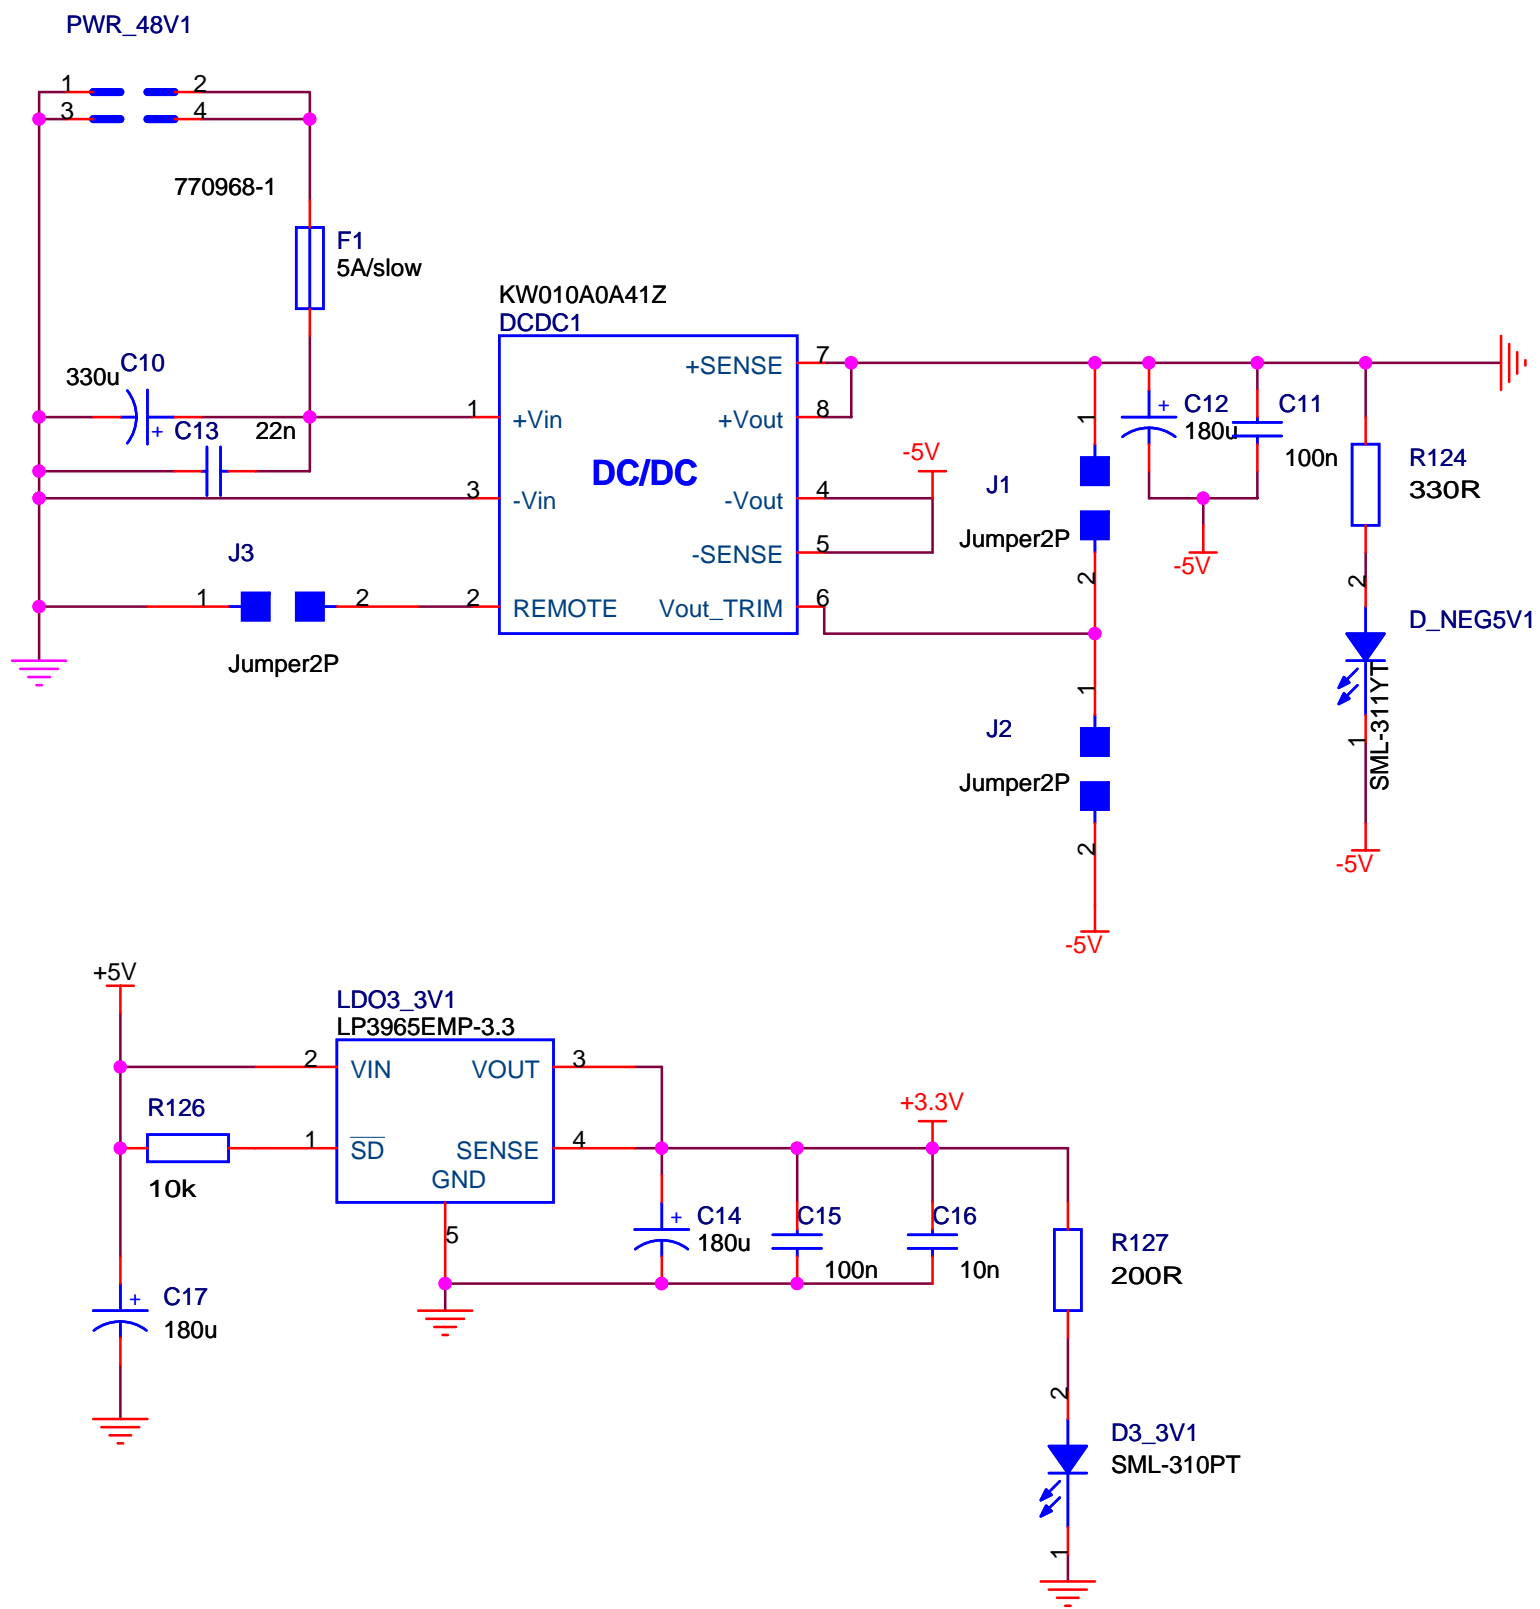 PWR_48V1
1 2
3 4
770968-1
F1
5A/slow
KW010A0A41Z
DCDC1
C10
330u
+
C13 22n
1 +Vin
3 -Vin
2 REMOTE
DC/DC
+SENSE 7
+Vout 8
-Vout 4
-SENSE 5
Vout_TRIM 6
-5V
J3
1 2
Jumper2P
J1
Jumper2P
1
2
J2
Jumper2P
1
2
-5V
+
C12
180u
C11
100n
-5V
R124
330R
2
D_NEG5V1
SML-311YT
1
-5V
+5V
LDO3_3V1
LP3965EMP-3.3
2 VIN
VOUT 3
R126
10k
1 SD
SENSE 4
GND
5
+3.3V
+
C14
180u
C15
100n
C16
10n
R127
200R
+
C17
180u
2
D3_3V1
SML-310PT
1